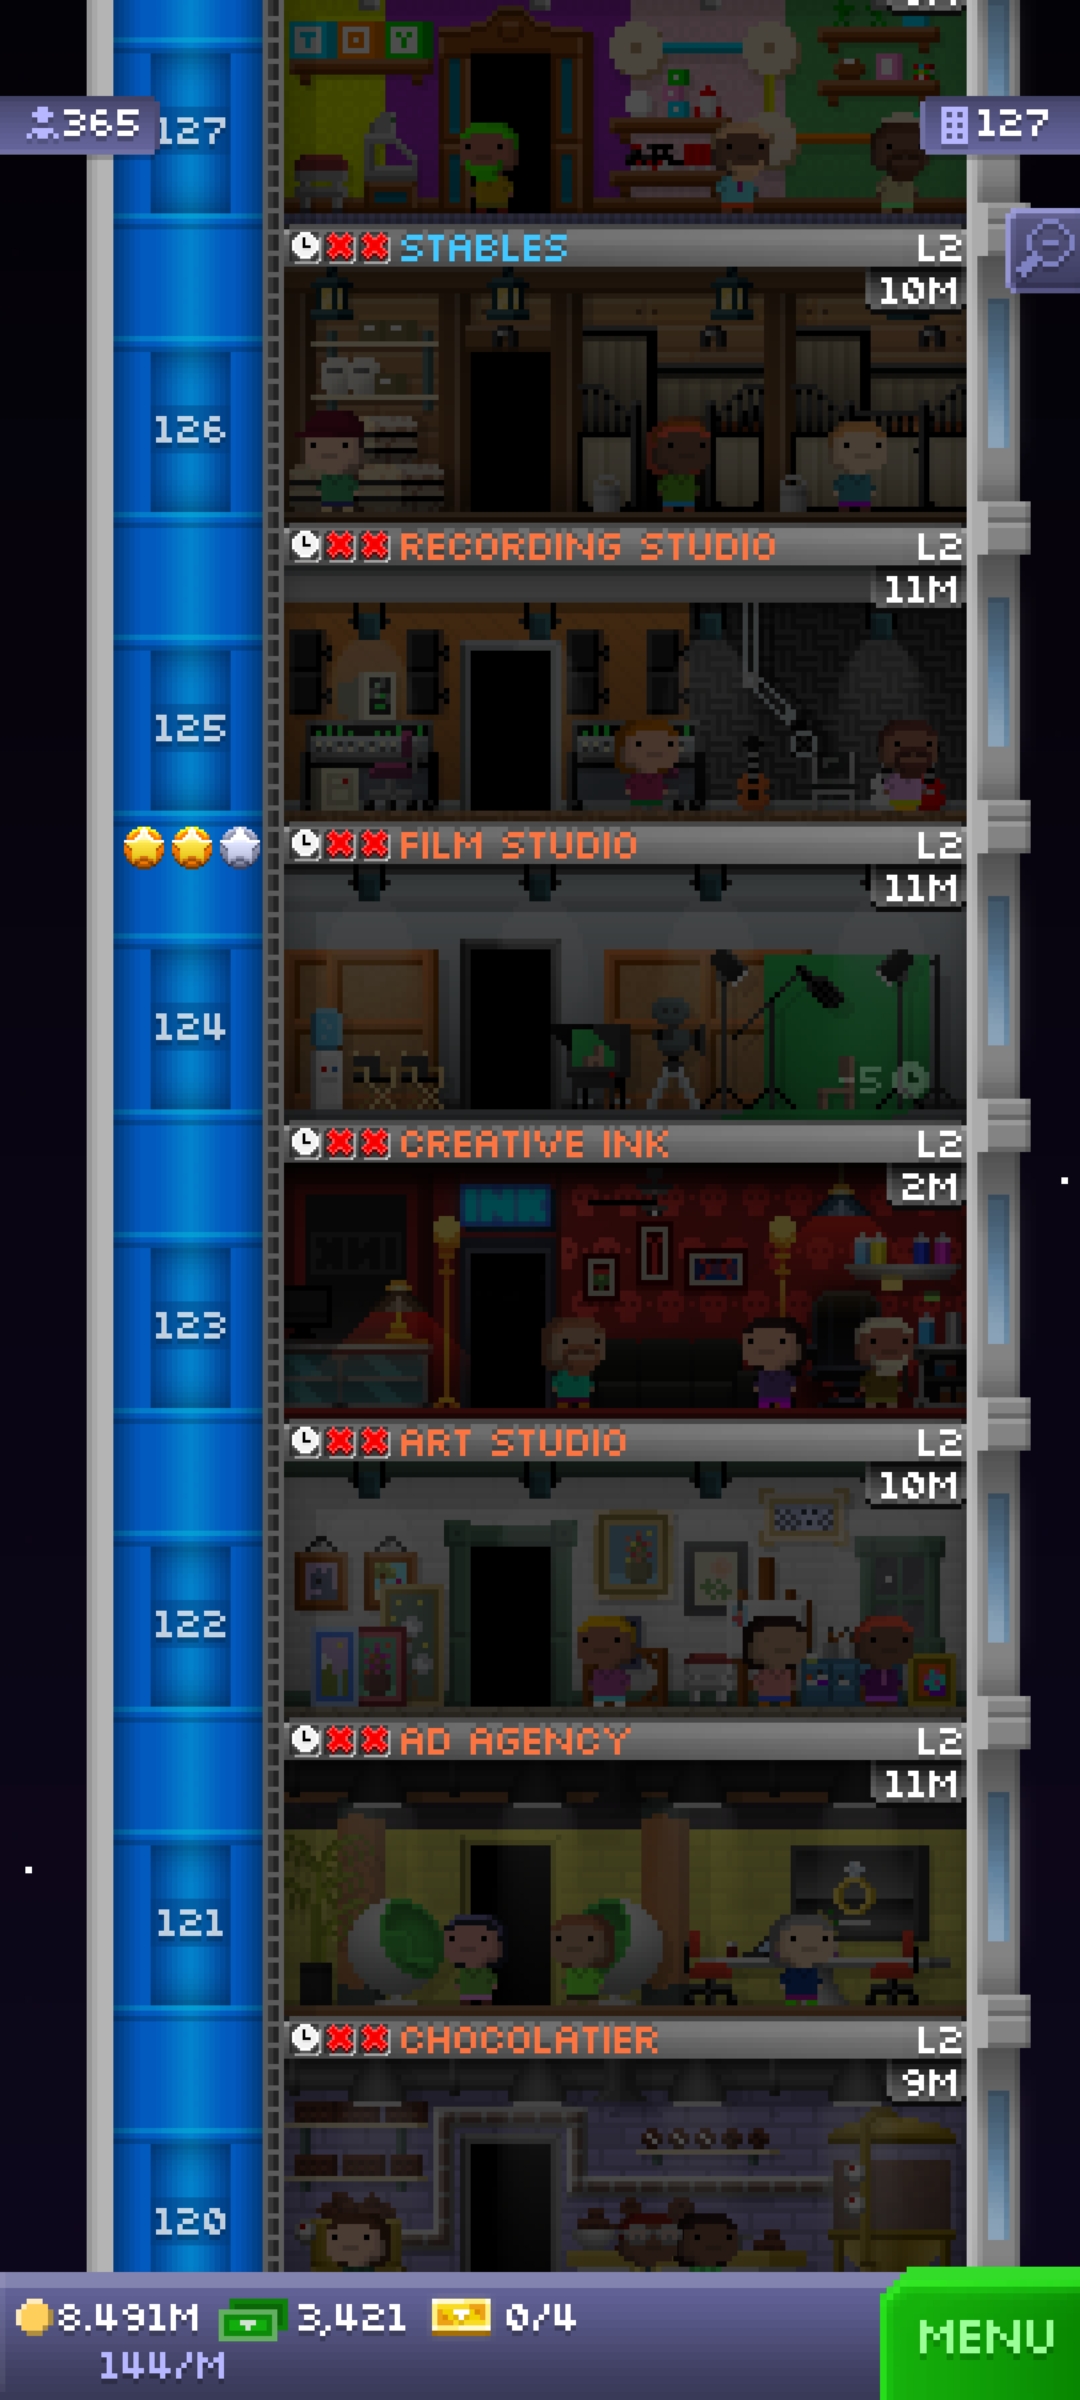 TOY
365
127
127
STABLES L2
10M
126
RECORDING STUDIO L2
11M
125
FILM STUDIO L2
11M
124
-5
CREATIVE INK L2
2M
INK
123
ART STUDIO L2
10M
122
AD AGENCY L2
11M
121
CHOCOLATIER L2
9M
120
8.491M 3,421 0/4
144/M
MENU